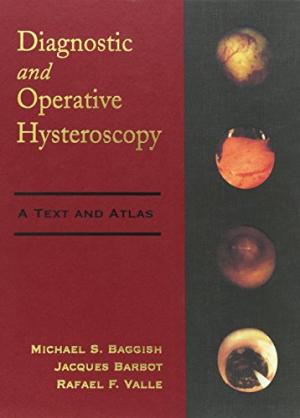 Diagnostic
and
Operative
Hysteroscopy
A TEXT AND ATLAS
MICHAEL S. BAGGISH
JACQUES BARBOT
RAFAEL F. VALLE